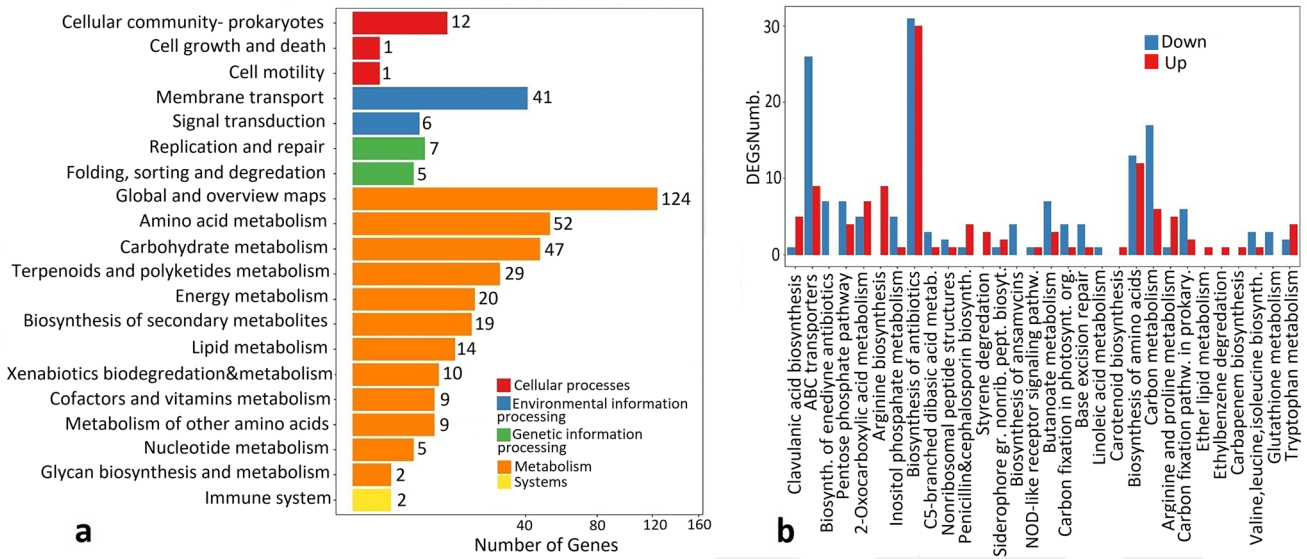 Cellular community- prokaryotes 12
Cell growth and death 1
Cell motility 1
Membrane transport 41
Signal transduction 6
Replication and repair 7
Folding, sorting and degredation 5
Global and overview maps 124
Amino acid metabolism 52
Carbohydrate metabolism 47
Terpenoids and polyketides metabolism 29
Energy metabolism 20
Biosynthesis of secondary metabolites 19
Lipid metabolism 14
Xenabiotics biodegredation&metabolism 10
Cofactors and vitamins metabolism 9
Metabolism of other amino acids 9
Nucleotide metabolism 5
Glycan biosynthesis and metabolism 2
Immune system 2
Cellular processes
Environmental information
processing
Genetic information
processing
Metabolism
Systems
40 80 120 160
Number of Genes
a
DEGsNumb.
30
20
10
0
Down
Up
Clavulanic acid biosynthesis
ABC transporters
Biosynth. of enediyne antibiotics
Pentose phosphate pathway
2-Oxocarboxylic acid metabolism
Arginine biosynthesis
Inositol phospahate metabolism
Biosynthesis of antibiotics
C5-branched dibasic acid metab.
Nonribosomal peptide structures
Penicillin&cephalosporin biosynth.
Styrene degredation
Siderophore gr. nonrib. pept. biosyt.
Biosynthesis of ansamycins
NOD-like receptor signaling pathw.
Butanoate metabolism
Carbon fixation in photosynt. org.
Base excision repair
Linoleic acid metabolism
Carotenoid biosynthesis
Biosynthesis of amino acids
Carbon metabolism
Arginine and proline metabolism
Carbon fixation pathw. in prokary.
Ether lipid metabolism
Ethylbenzene degredation
Carbapenem biosynthesis
Valine,leucine,isoleucine biosynth.
Glutathione metabolism
Tryptophan metabolism
b